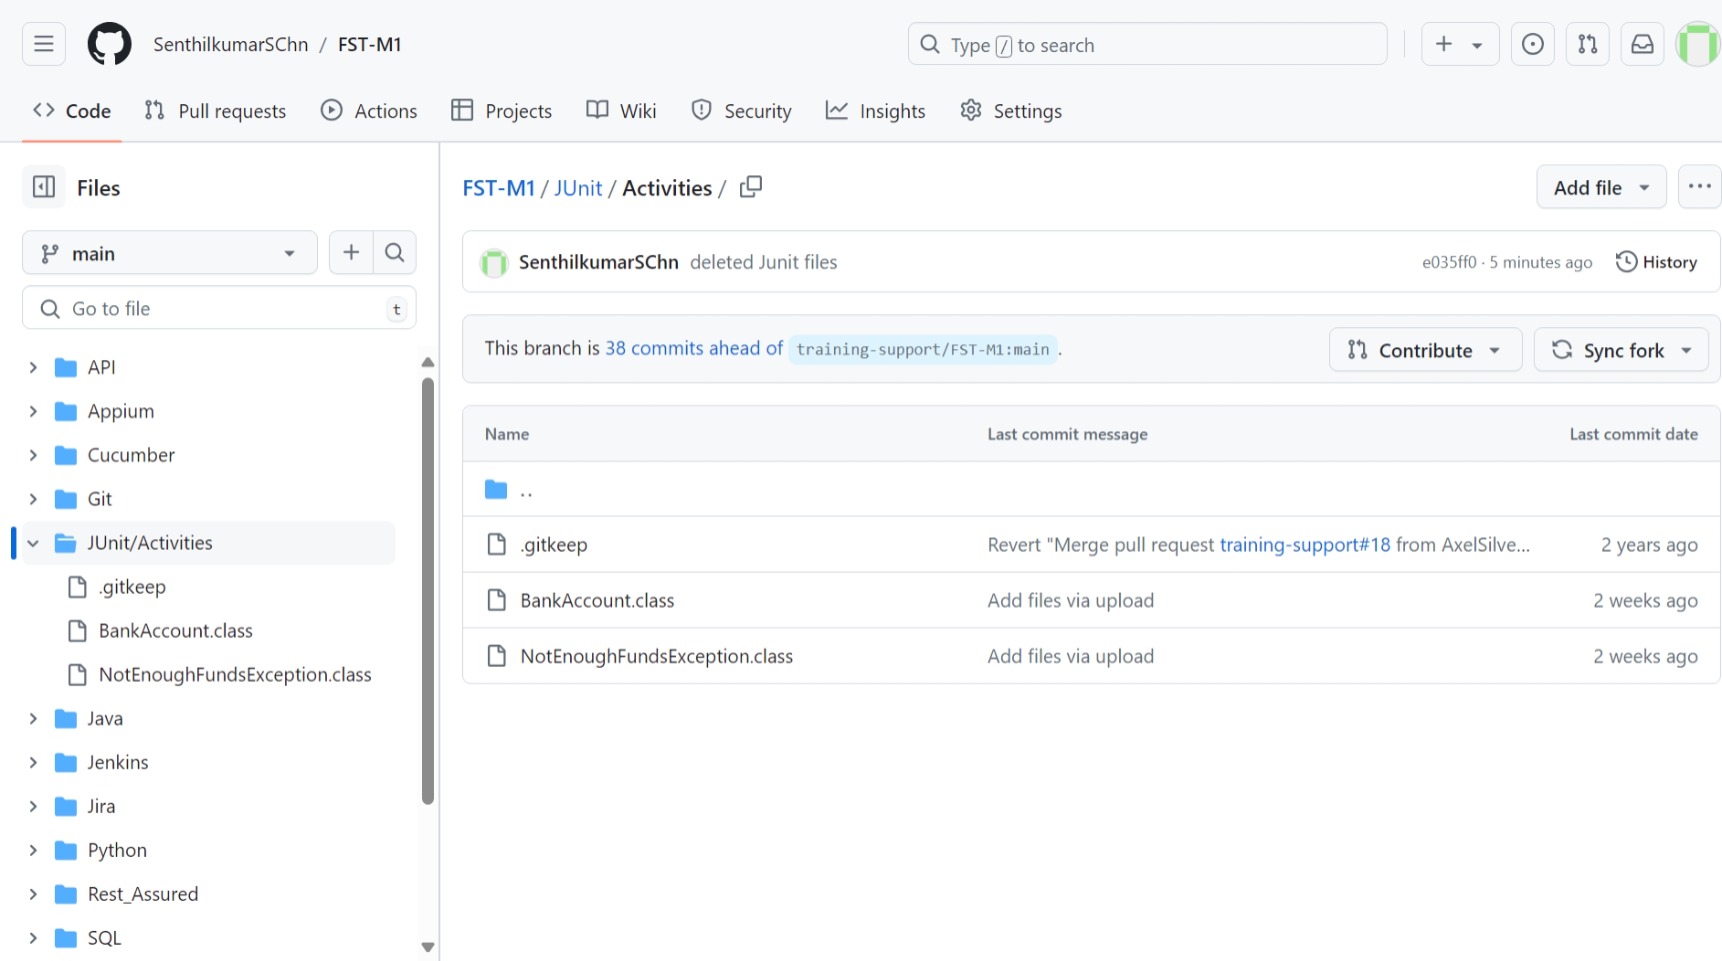 SenthilkumarSChn / FST-M1
Type / to search
Code
Pull requests
Actions
Projects
Wiki
Security
Insights
Settings
Files
main
Go to file
t
API
Appium
Cucumber
Git
JUnit/Activities
.gitkeep
BankAccount.class
NotEnoughFundsException.class
Java
Jenkins
Jira
Python
Rest_Assured
SQL
FST-M1 / JUnit / Activities /
Add file
SenthilkumarSChn deleted Junit files
e035ff0 · 5 minutes ago
History
This branch is 38 commits ahead of training-support/FST-M1:main .
Contribute
Sync fork
Name Last commit message Last commit date
..
.gitkeep Revert "Merge pull request training-support#18 from AxelSilve... 2 years ago
BankAccount.class Add files via upload 2 weeks ago
NotEnoughFundsException.class Add files via upload 2 weeks ago